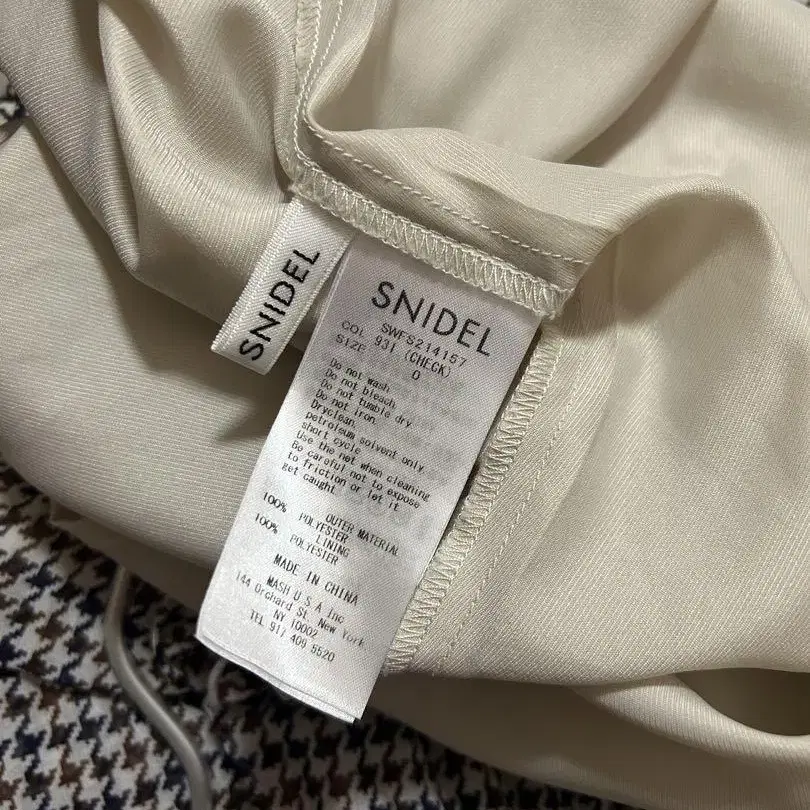 SNIDEL
SNIDEL
SWFS214157
COL 931 (CHECK)
SIZE 0
Do not wash
Do not bleach
Do not tumble dry
Do not iron
Dryclean,
petroleum solvent only
short cycle
Use the net when cleaning
Be careful not to expose
to friction or let it
get caught
OUTER MATERIAL
100% POLYESTER
LINING
100% POLYESTER
MADE IN CHINA
MASH U S A Inc
144 Orchard St. New York
NY 10002
TEL 917 409 5520